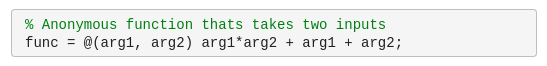 % Anonymous function thats takes two inputs
func = @(arg1, arg2) arg1*arg2 + arg1 + arg2;